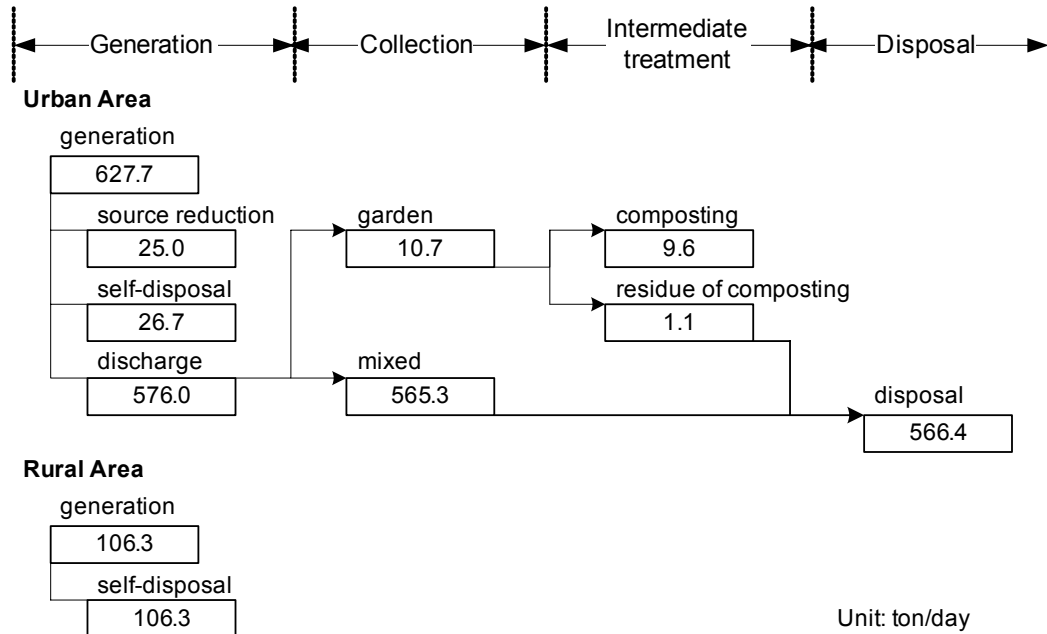 Generation
Collection
Intermediate
treatment
Disposal
Urban Area
generation
627.7
source reduction
garden
composting
25.0
10.7
9.6
self-disposal
residue of composting
26.7
1.1
discharge
mixed
576.0
565.3
disposal
566.4
Rural Area
generation
106.3
self-disposal
106.3
Unit: ton/day